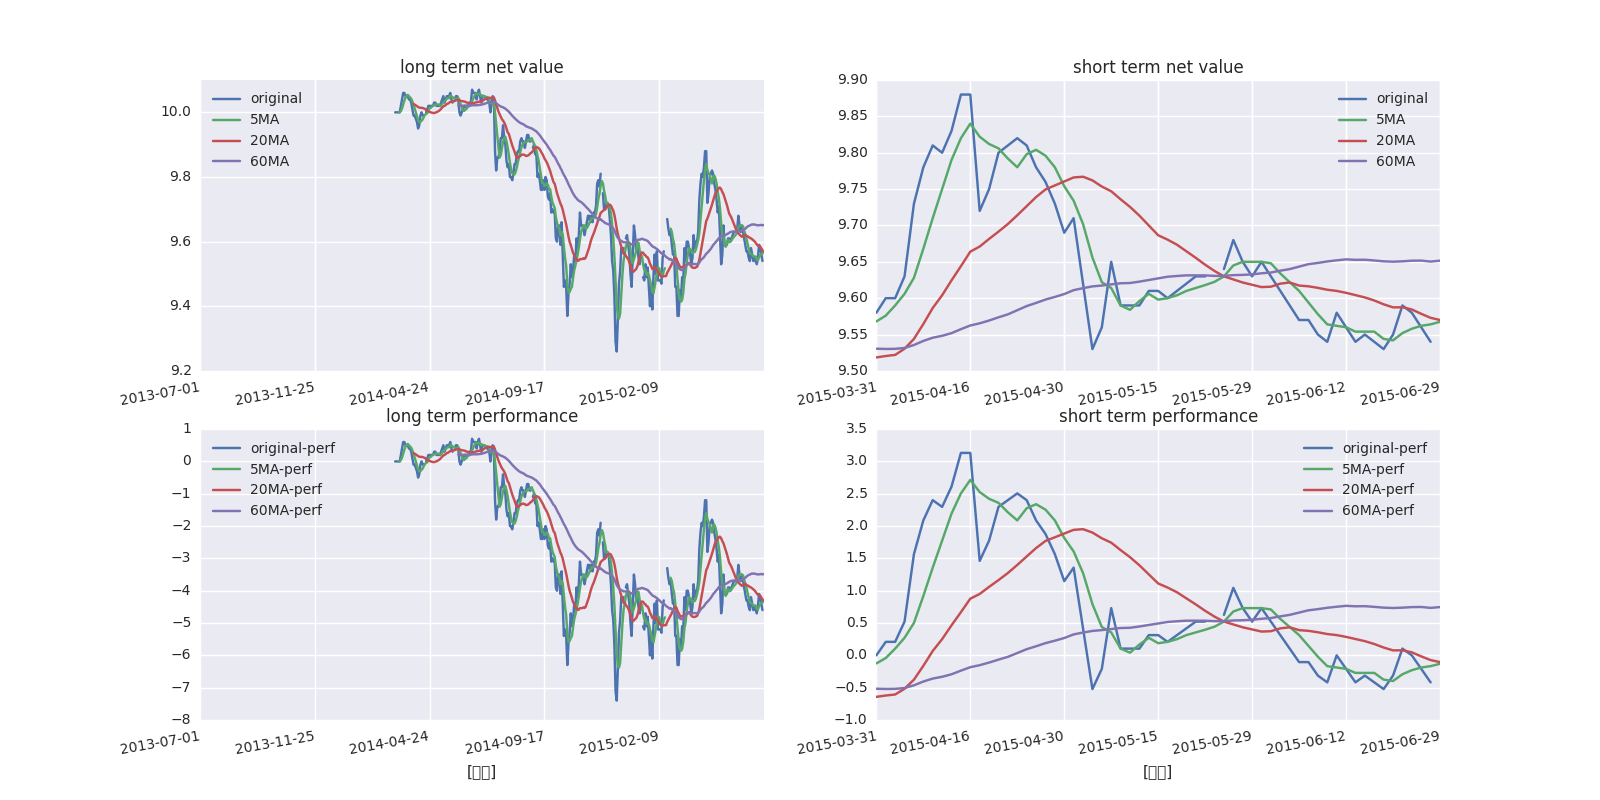 long term net value
10.0
9.8
9.6
9.4
9.2
original
5MA
20MA
60MA
2013-07-01
2013-11-25
2014-04-24
2014-09-17
2015-02-09
short term net value
9.90
9.85
9.80
9.75
9.70
9.65
9.60
9.55
9.50
original
5MA
20MA
60MA
2015-03-31
2015-04-16
2015-04-30
2015-05-15
2015-05-29
2015-06-12
2015-06-29
long term performance
1
0
−1
−2
−3
−4
−5
−6
−7
−8
original-perf
5MA-perf
20MA-perf
60MA-perf
2013-07-01
2013-11-25
2014-04-24
2014-09-17
2015-02-09
short term performance
3.5
3.0
2.5
2.0
1.5
1.0
0.5
0.0
−0.5
−1.0
original-perf
5MA-perf
20MA-perf
60MA-perf
2015-03-31
2015-04-16
2015-04-30
2015-05-15
2015-05-29
2015-06-12
2015-06-29